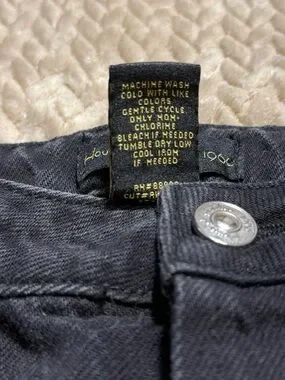 MACHINE WASH
COLD WITH LIKE
COLORS
GENTLE CYCLE.
ONLY NON-
CHLORINE
BLEACH IF NEEDED
TUMBLE DRY LOW
COOL IRON
IF NEEDED